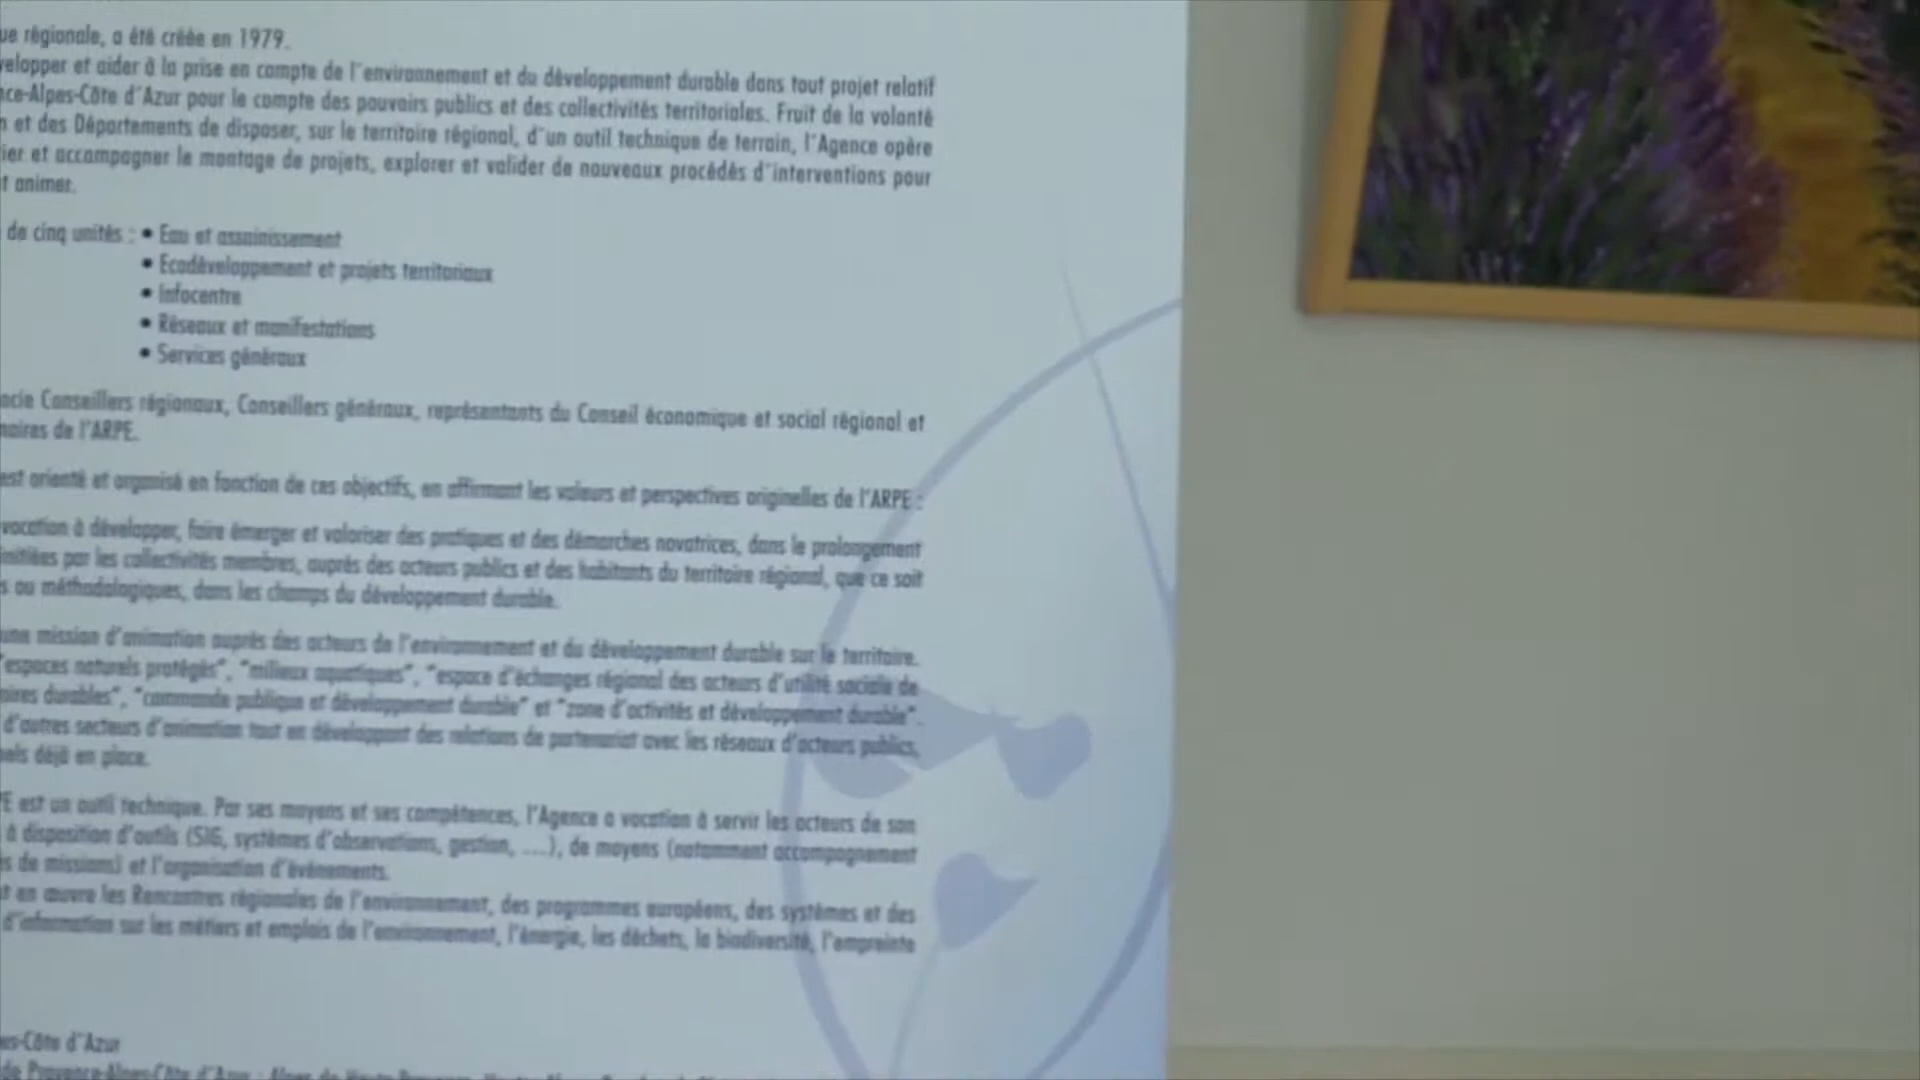 régionale, a été créée en 1979.
velopper et aider à la prise en compte de l'environnement et du développement durable dans tout projet relatif
nce-Alpes-Côte d'Azur pour le compte des pouvoirs publics et des collectivités territoriales. Fruit de la volonté
n et des Départements de disposer, sur le territoire régional, d'un outil technique de terrain, l'Agence opère
ier et accompagner le montage de projets, explorer et valider de nouveaux procédés d'interventions pour
t animer.
de cinq unités : • Eau et assainissement
• Ecodéveloppement et projets territoriaux
• Infocentre
• Réseaux et manifestations
• Services généraux
ocie Conseillers régionaux, Conseillers généraux, représentants du Conseil économique et social régional et
naires de l'ARPE.
est orienté et organisé en fonction de ces objectifs, en affirmant les valeurs et perspectives originelles de l'ARPE :
vocation à développer, faire émerger et valoriser des pratiques et des démarches novatrices, dans le prolongement
initiées par les collectivités membres, auprès des acteurs publics et des habitants du territoire régional, que ce soit
s ou méthodologiques, dans les champs du développement durable.
une mission d'animation auprès des acteurs de l'environnement et du développement durable sur le territoire.
"espaces naturels protégés", "milieux aquatiques", "espace d'échanges régional des acteurs d'utilité sociale de
oires durables", "commande publique et développement durable" et "zone d'activités et développement durable".
d'autres secteurs d'animation tout en développant des relations de partenariat avec les réseaux d'acteurs publics,
nels déjà en place.
PE est un outil technique. Par ses moyens et ses compétences, l'Agence a vocation à servir les acteurs de son
à disposition d'outils (SIG, systèmes d'observations, gestion, ...), de moyens (notamment accompagnement
s de missions) et l'organisation d'évènements.
t en œuvre les Rencontres régionales de l'environnement, des programmes européens, des systèmes et des
d'information sur les métiers et emplois de l'environnement, l'énergie, les déchets, la biodiversité, l'empreinte
es-Côte d'Azur
de Provence-Alpes-Côte d'Azur : Alpes de Haute-Provence